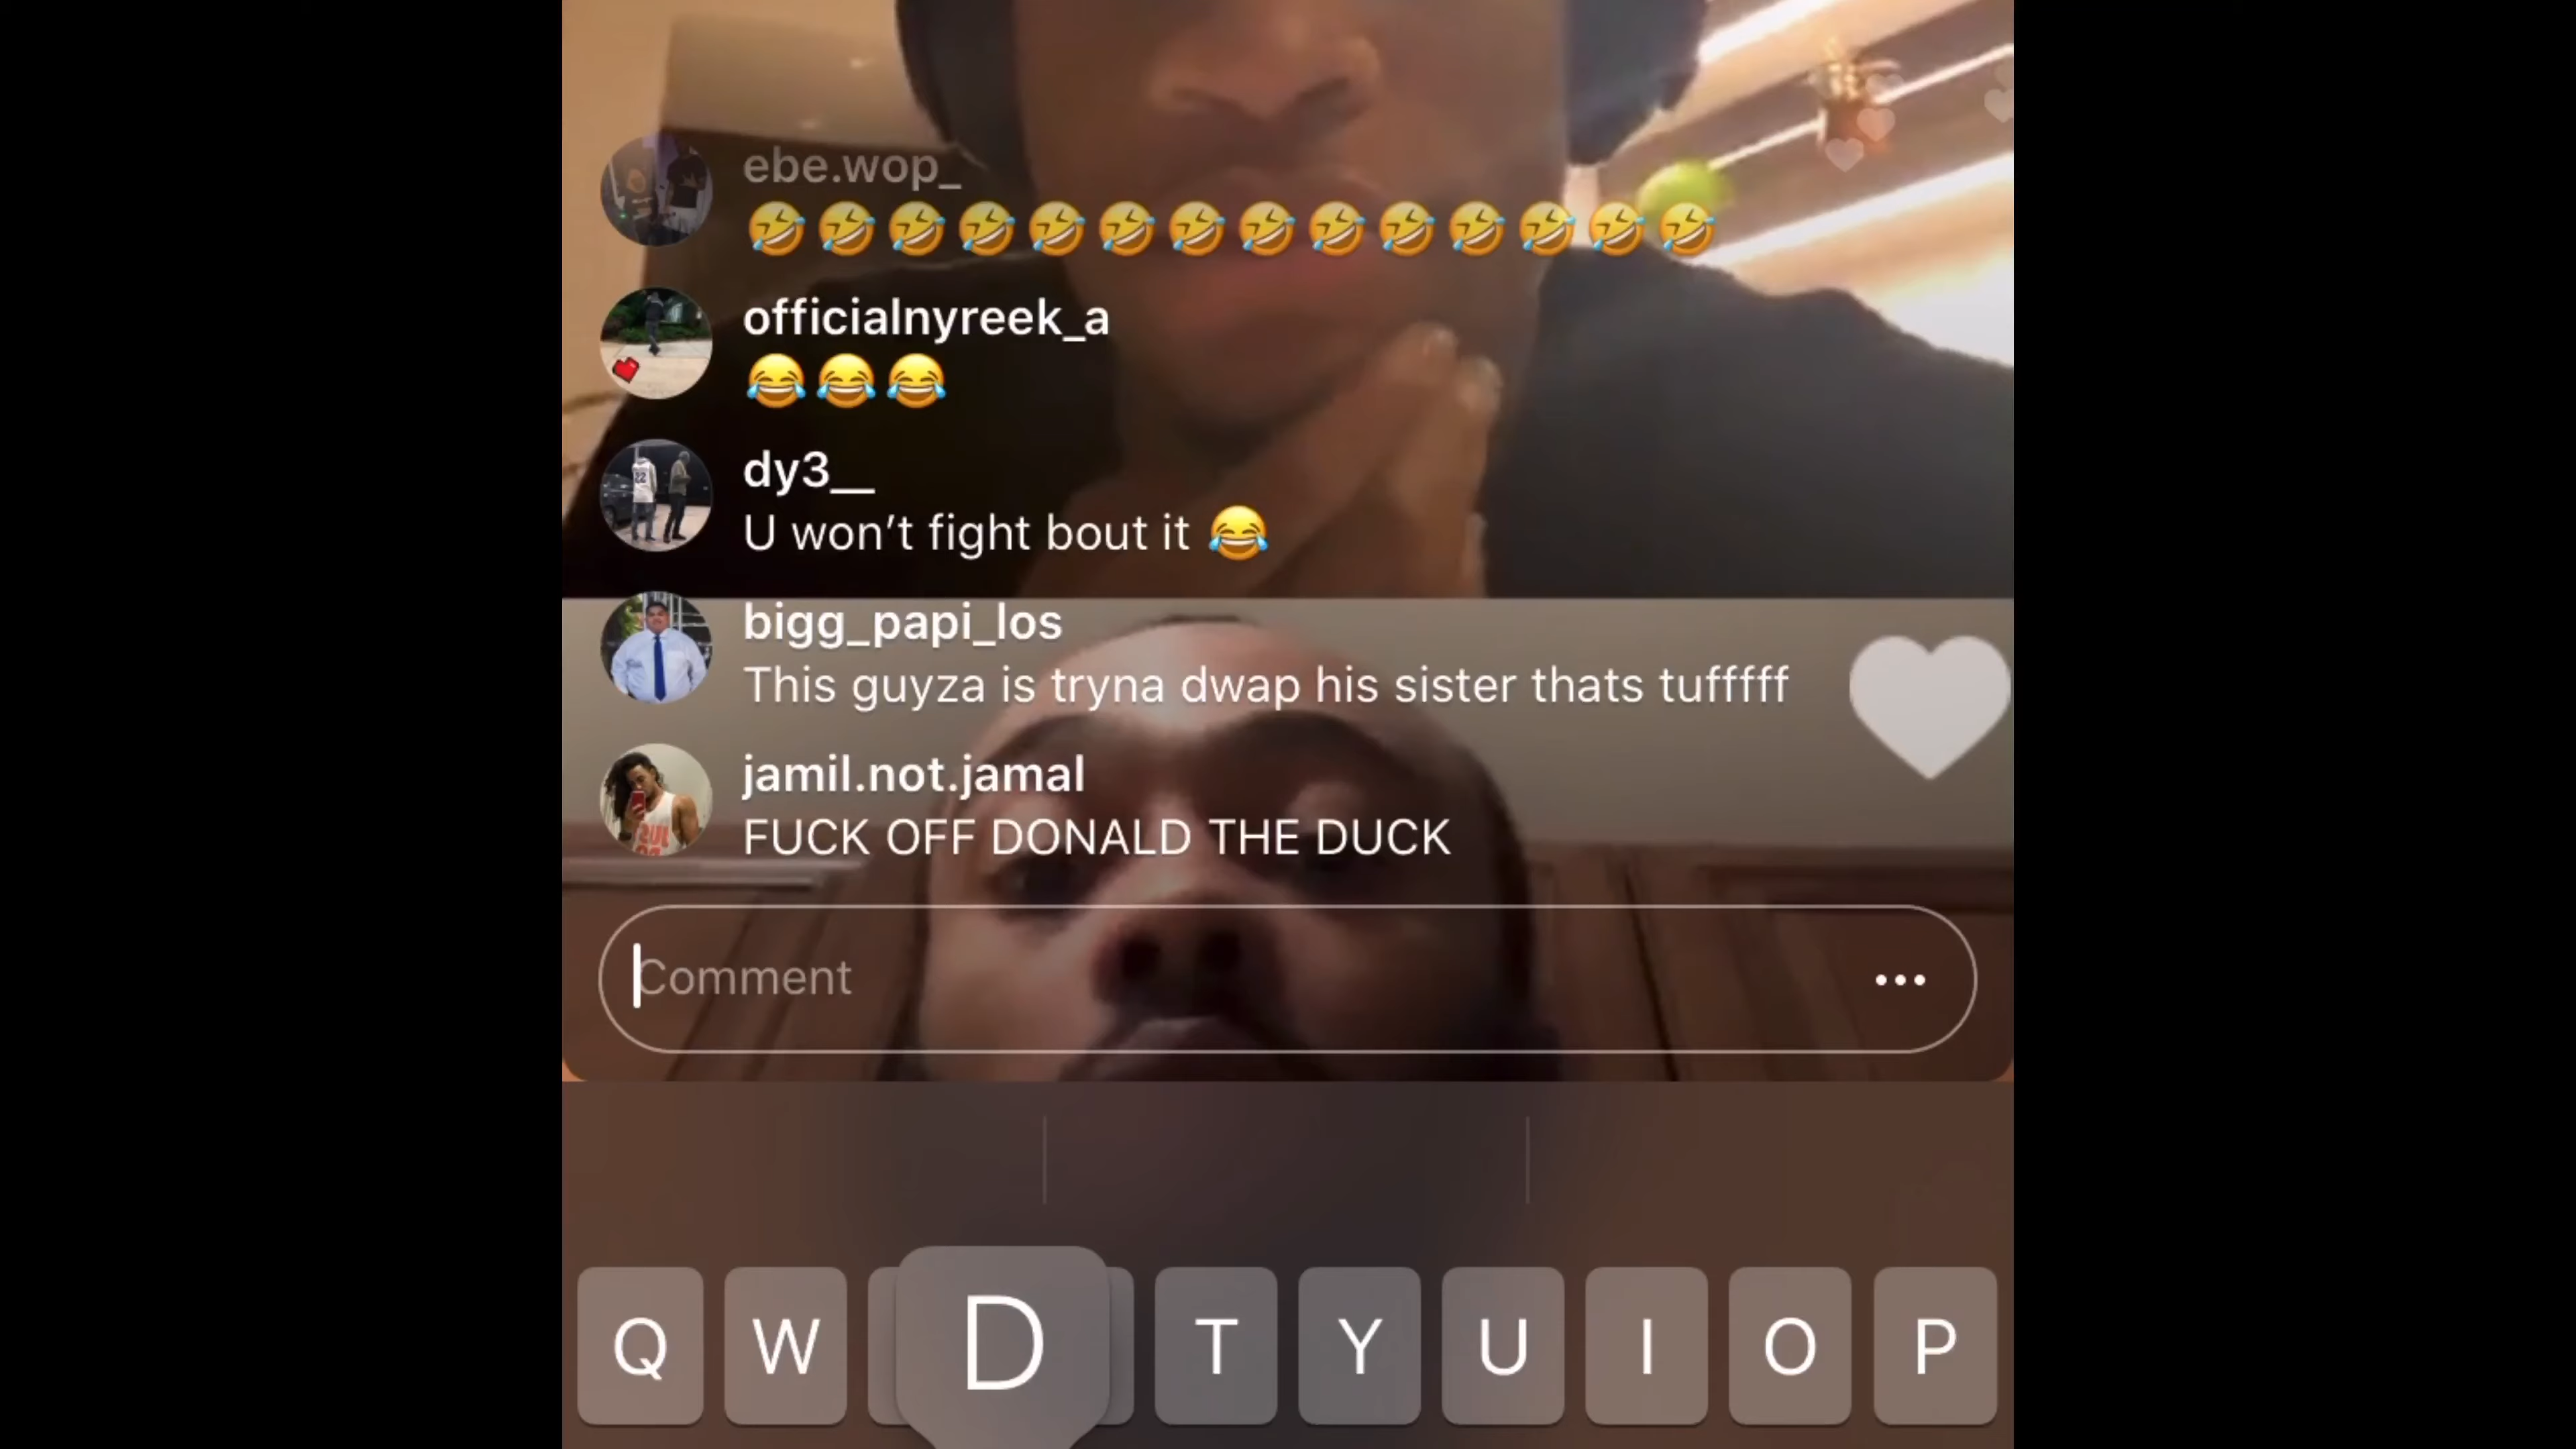 ebe.wop_
🤣🤣🤣🤣🤣🤣🤣🤣🤣🤣🤣🤣🤣🤣
officialnyreek_a
😂😂😂
dy3__
U won’t fight bout it 😂
bigg_papi_los
This guyza is tryna dwap his sister thats tufffff
jamil.not.jamal
FUCK OFF DONALD THE DUCK
Comment
Q W D T Y U I O P